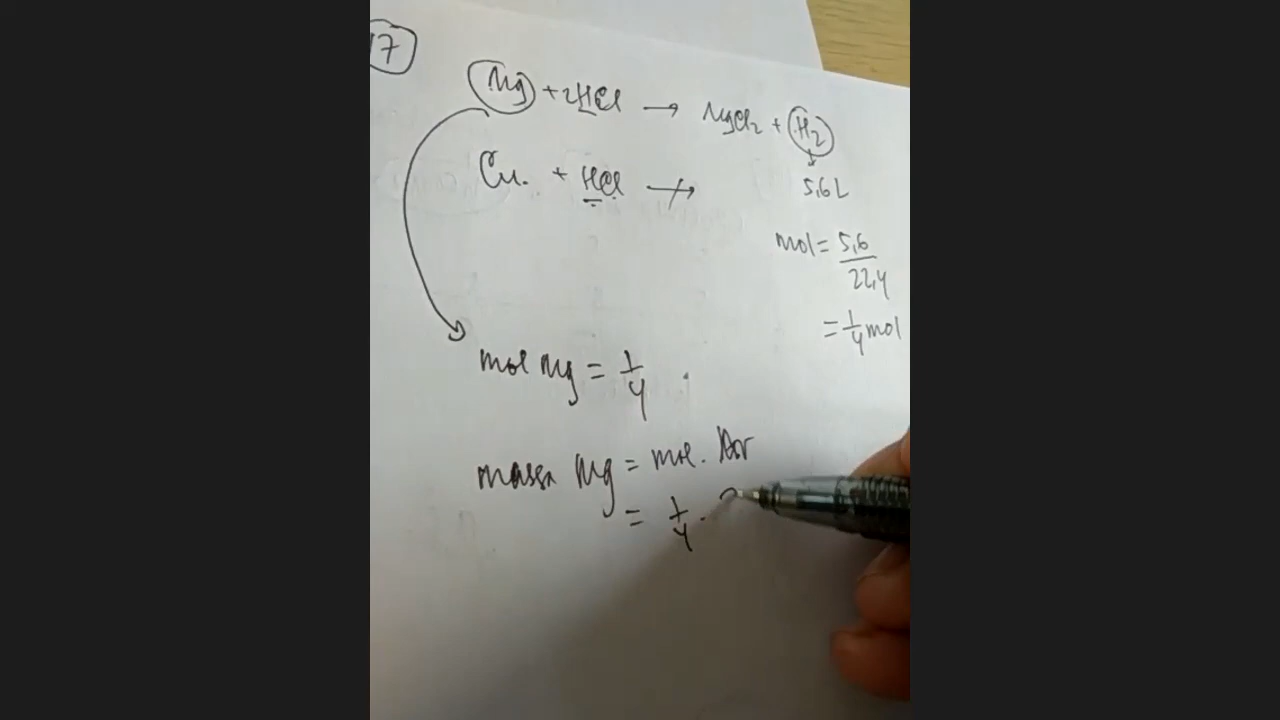 17
Mg + 2HCl → MgCl₂ + H₂
5,6 L
Cu + HCl ↛
mol = 5,6 / 22,4
= 1/4 mol
mol Mg = 1/4
massa Mg = mol . Ar
= 1/4 .